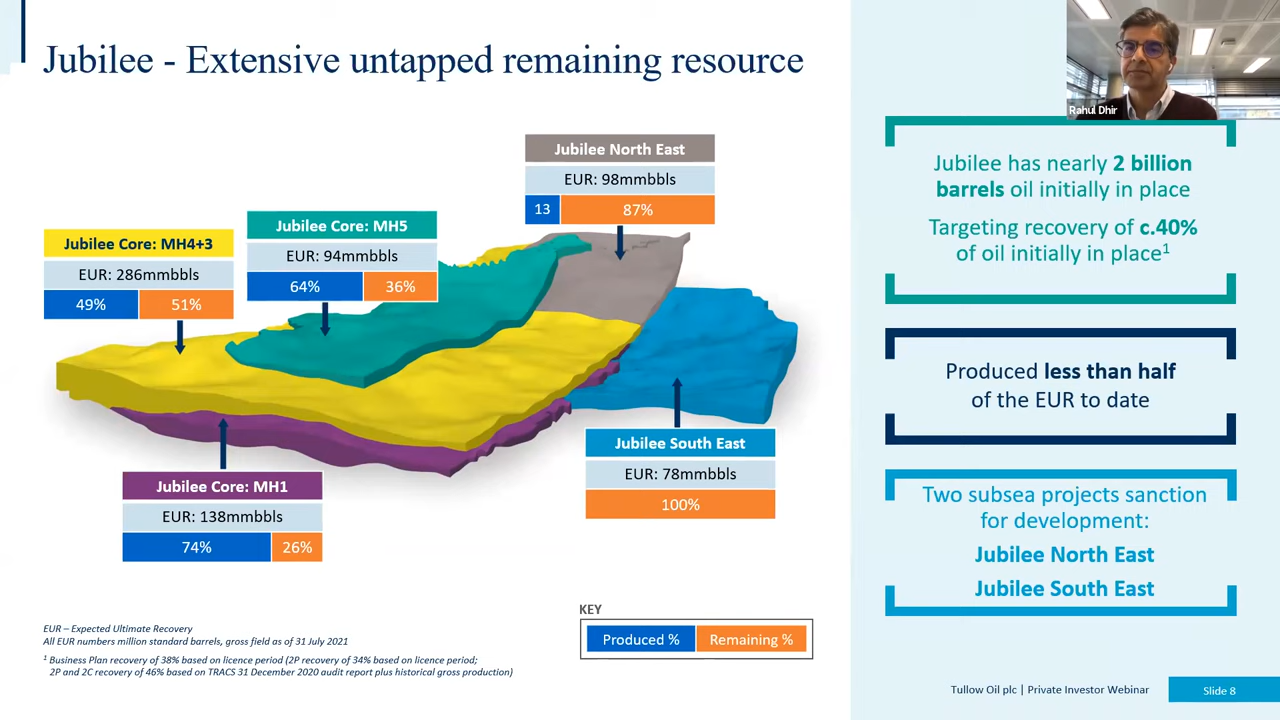 Jubilee - Extensive untapped remaining resource
Rahul Dhir
Jubilee North East
EUR: 98mmbbls
13 87%
Jubilee Core: MH5
EUR: 94mmbbls
64% 36%
Jubilee Core: MH4+3
EUR: 286mmbbls
49% 51%
Jubilee South East
EUR: 78mmbbls
100%
Jubilee Core: MH1
EUR: 138mmbbls
74% 26%
Jubilee has nearly 2 billion
barrels oil initially in place
Targeting recovery of c.40%
of oil initially in place¹
Produced less than half
of the EUR to date
Two subsea projects sanction
for development:
Jubilee North East
Jubilee South East
KEY
Produced % Remaining %
EUR – Expected Ultimate Recovery
All EUR numbers million standard barrels, gross field as of 31 July 2021
¹ Business Plan recovery of 38% based on licence period (2P recovery of 34% based on licence period;
2P and 2C recovery of 46% based on TRACS 31 December 2020 audit report plus historical gross production)
Tullow Oil plc | Private Investor Webinar
Slide 8